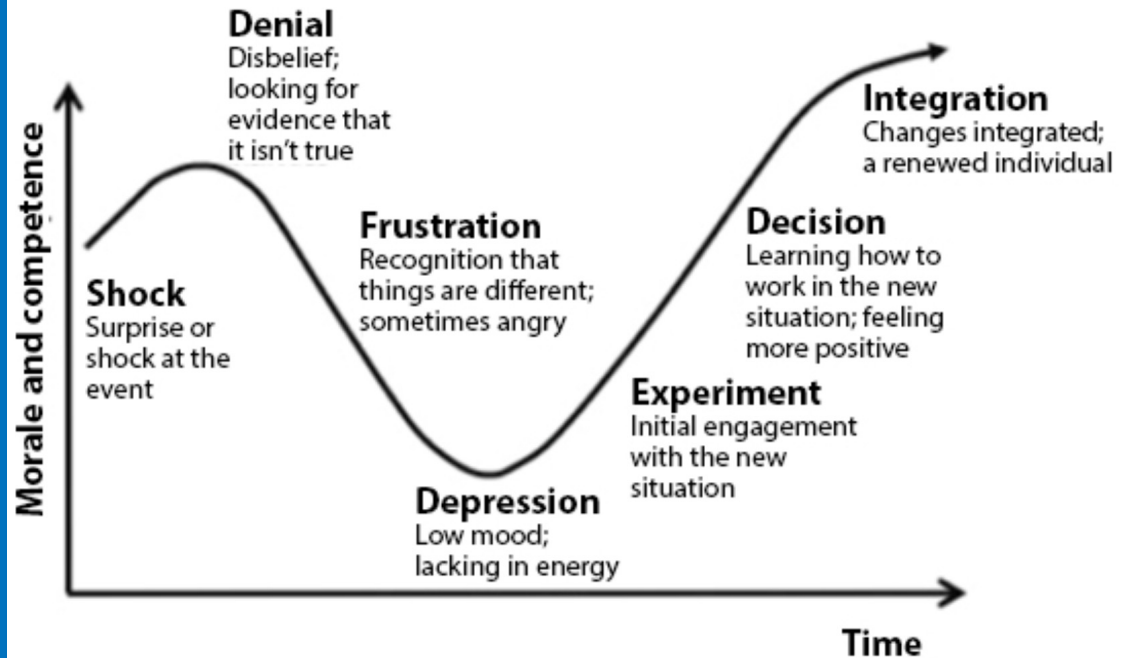 Denial
Disbelief;
looking for
evidence that
it isn't true
Integration
Changes integrated;
a renewed individual
Morale and competence
Frustration
Recognition that
things are different;
sometimes angry
Decision
Learning how to
work in the new
situation; feeling
more positive
Shock
Surprise or
shock at the
event
Experiment
Initial engagement
with the new
situation
Depression
Low mood;
lacking in energy
Time